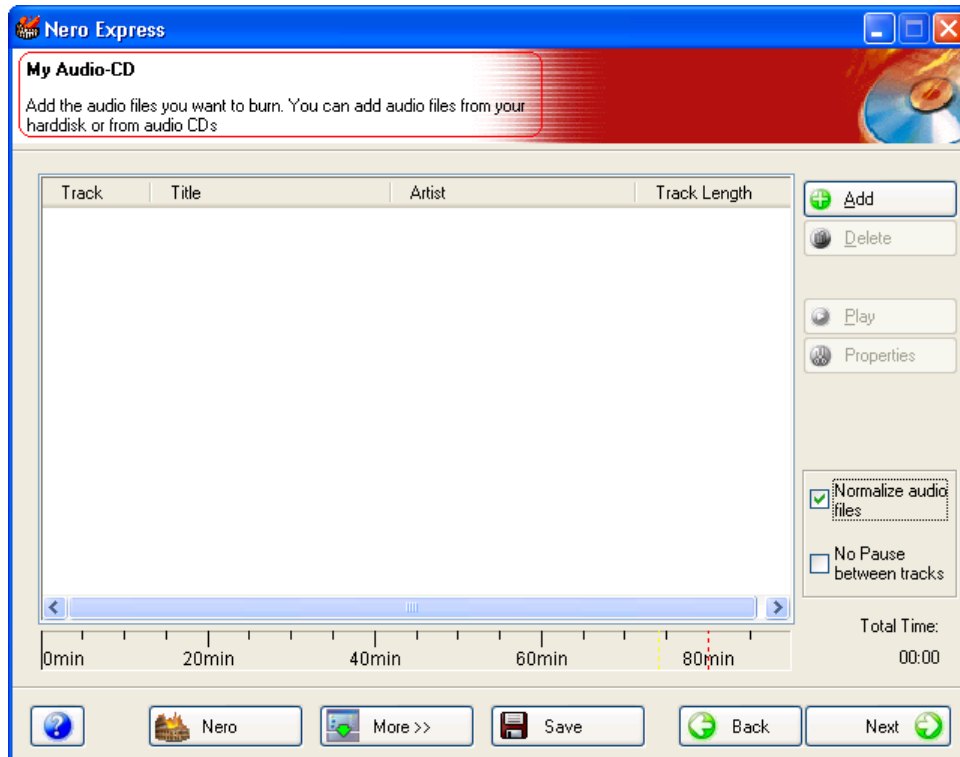 Nero Express
My Audio-CD
Add the audio files you want to burn. You can add audio files from your
harddisk or from audio CDs
Track Title Artist Track Length
Add
Delete
Play
Properties
Normalize audio
files
No Pause
between tracks
Total Time:
00:00
0min 20min 40min 60min 80min
? Nero More >> Save Back Next